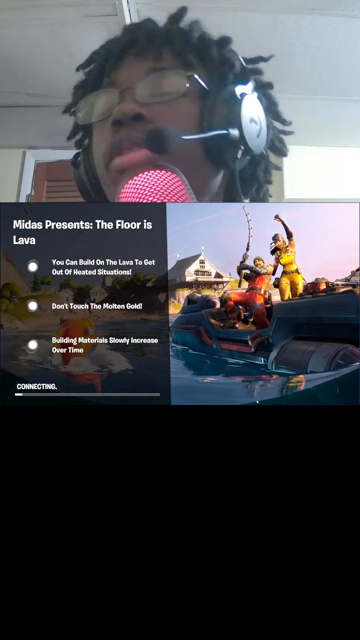 Midas Presents: The Floor is
Lava
You Can Build On The Lava To Get
Out Of Heated Situations!
Don't Touch The Molten Gold!
Building Materials Slowly Increase
Over Time
CONNECTING.